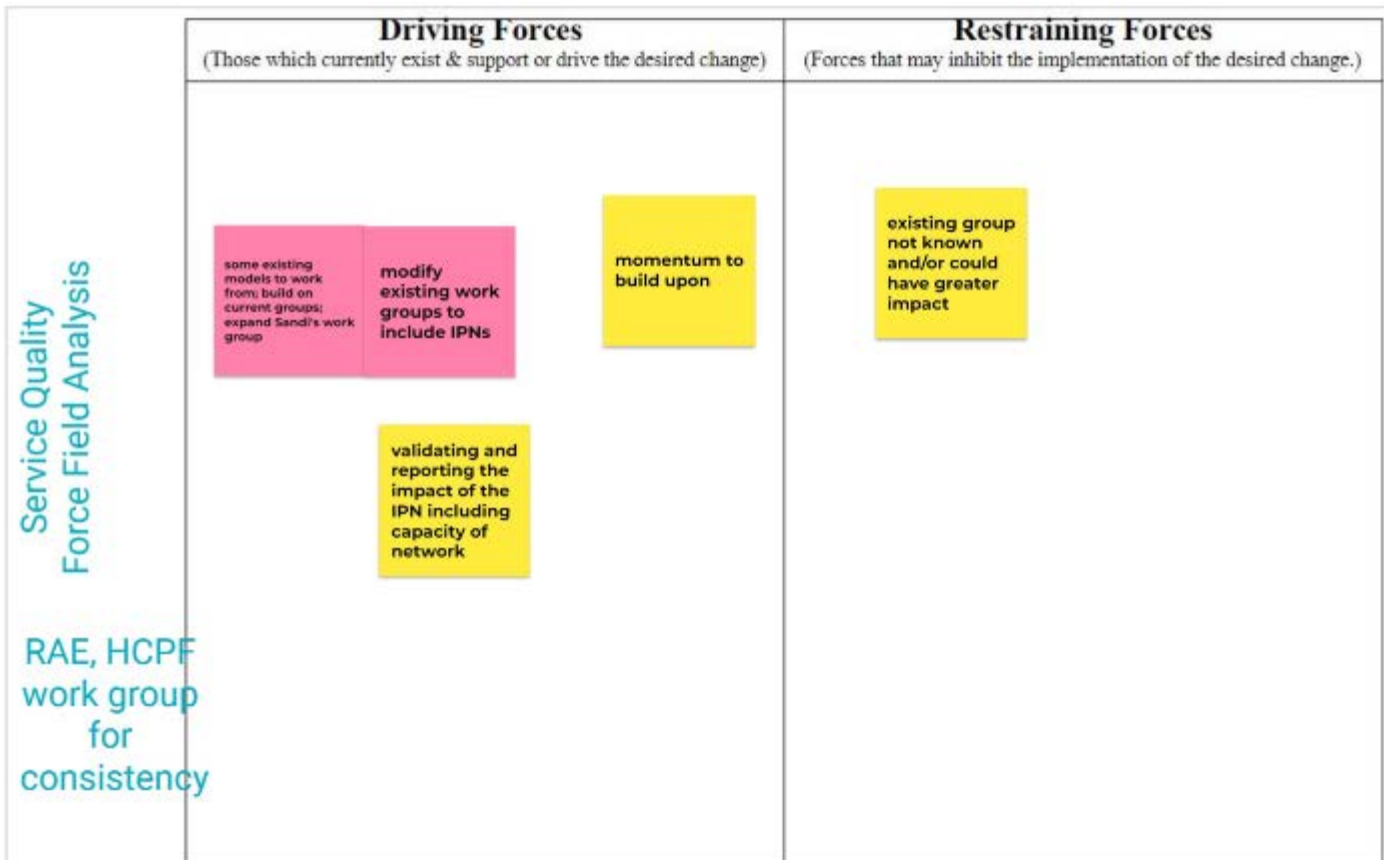 Driving Forces
(Those which currently exist & support or drive the desired change)
Restraining Forces
(Forces that may inhibit the implementation of the desired change.)
Service Quality
Force Field Analysis
some existing
models to work
from; build on
current groups;
expand Sandi's work
group
modify
existing work
groups to
include IPNs
momentum to
build upon
existing group
not known
and/or could
have greater
impact
validating and
reporting the
impact of the
IPN including
capacity of
network
RAE, HCPF
work group
for
consistency